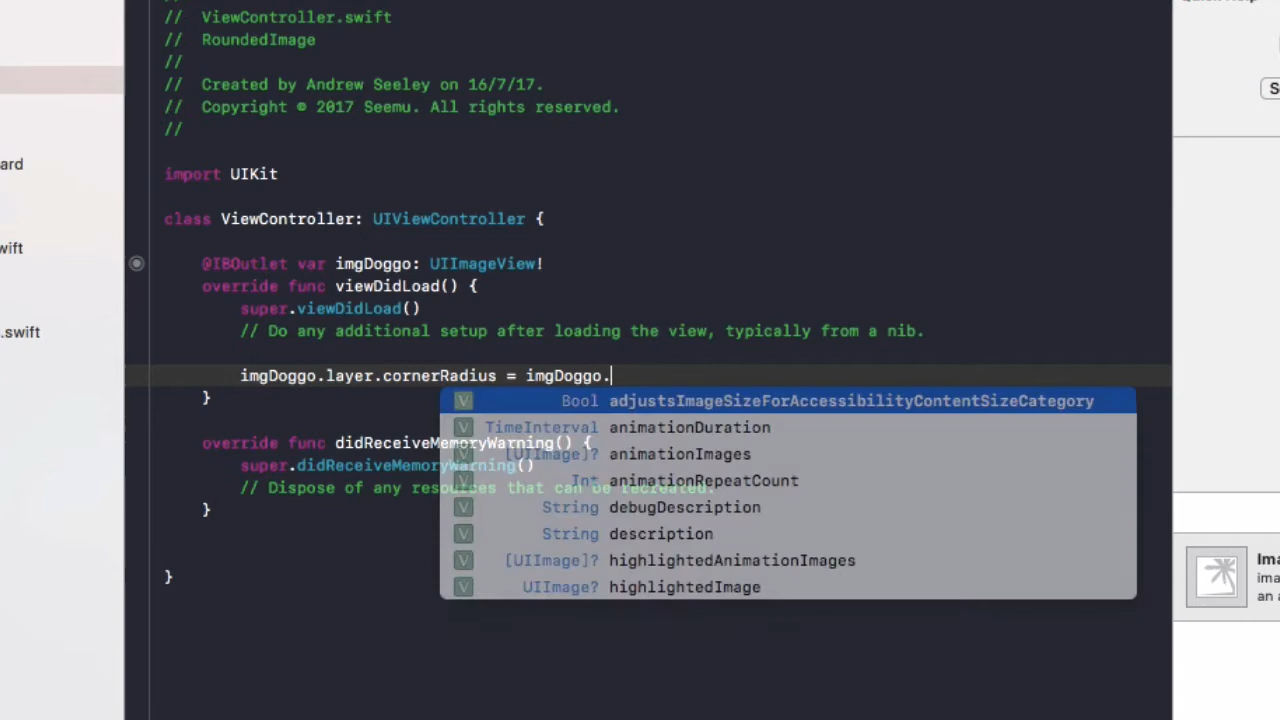 //  ViewController.swift
//  RoundedImage
//
//  Created by Andrew Seeley on 16/7/17.
//  Copyright © 2017 Seemu. All rights reserved.
//
import UIKit
class ViewController: UIViewController {
@IBOutlet var imgDoggo: UIImageView!
override func viewDidLoad() {
super.viewDidLoad()
// Do any additional setup after loading the view, typically from a nib.
imgDoggo.layer.cornerRadius = imgDoggo.
}
V Bool adjustsImageSizeForAccessibilityContentSizeCategory
V TimeInterval animationDuration
V [UIImage]? animationImages
V Int animationRepeatCount
V String debugDescription
V String description
V [UIImage]? highlightedAnimationImages
V UIImage? highlightedImage
override func didReceiveMemoryWarning() {
super.didReceiveMemoryWarning()
// Dispose of any resources that can be recreated.
}
}
ard
wift
.swift
S
Ima
ima
an a